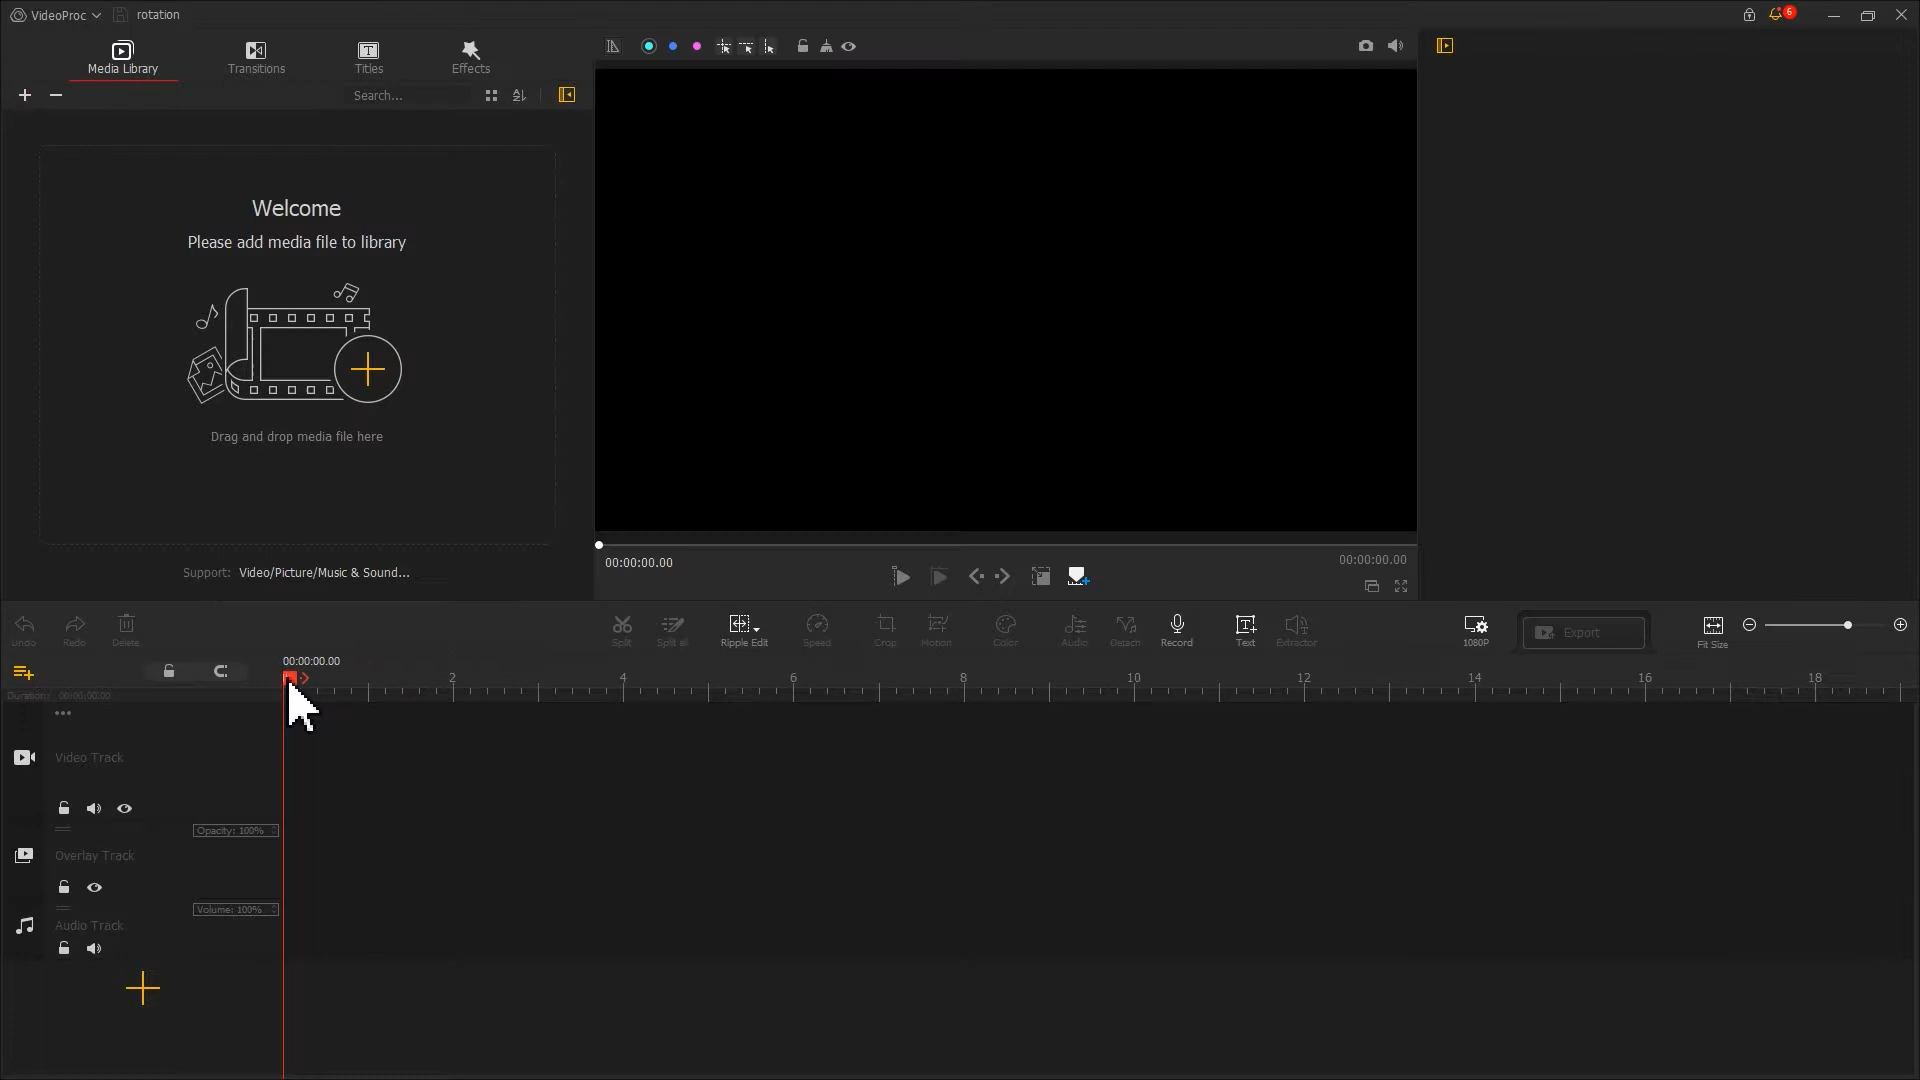 VideoProc
rotation
6
Media Library
Transitions
Titles
Effects
Search...
Welcome
Please add media file to library
Drag and drop media file here
Support: Video/Picture/Music & Sound...
00:00:00.00
00:00:00.00
Undo
Redo
Delete
Split
Split all
Ripple Edit
Speed
Crop
Motion
Color
Audio
Detach
Record
Text
Extractor
1080P
Export
Fit Size
00:00:00.00
2
4
6
8
10
12
14
16
18
Duration: 00:00:00.00
Video Track
Opacity: 100%
Overlay Track
Volume: 100%
Audio Track